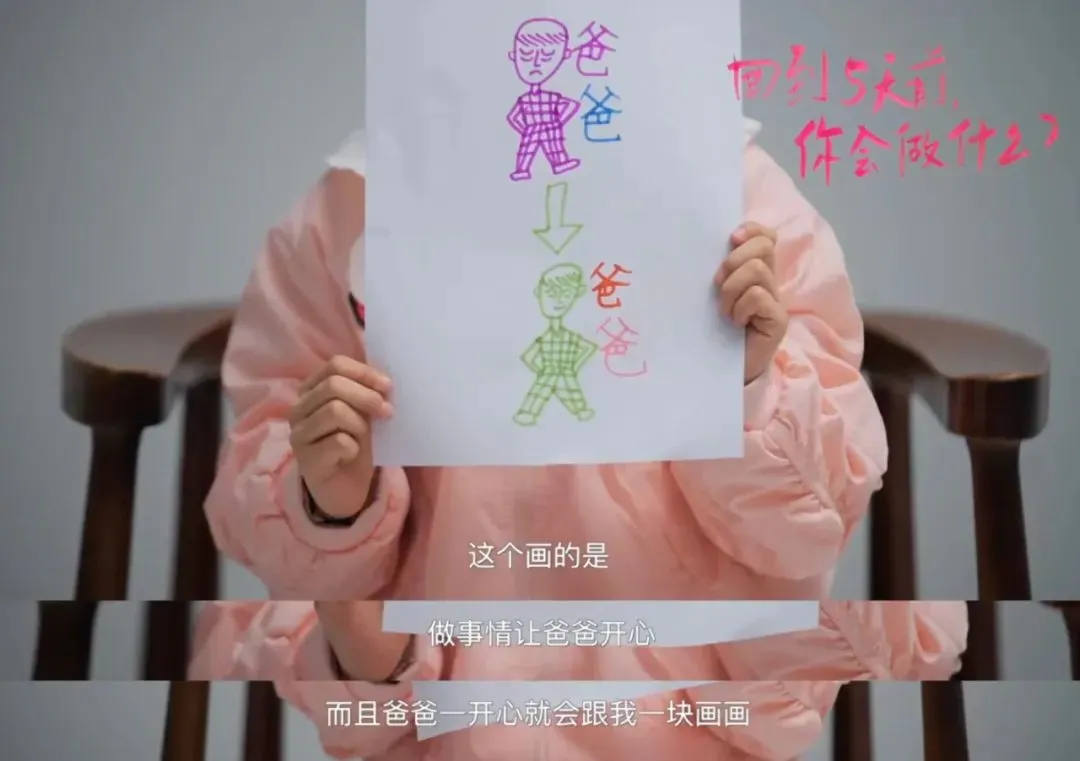 爸
爸
回到5天前,
你会做什么?
爸
爸
这个画的是
做事情让爸爸开心
而且爸爸一开心就会跟我一块画画